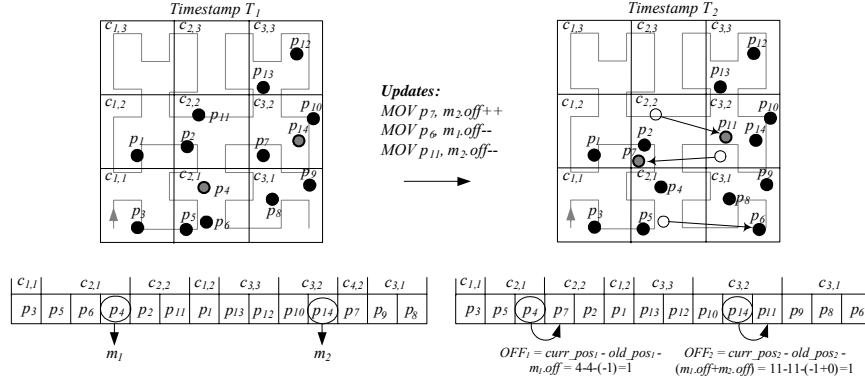 Timestamp T1
c1,3 c2,3 c3,3
p12
p13
c1,2 c2,2 c3,2
p11 p10
p14
p1 p2 p7
c1,1 c2,1 c3,1
p4 p9
p8
p3 p5 p6
Updates:
MOV p7, m2.off++
MOV p6, m1.off--
MOV p11, m2.off--
Timestamp T2
c1,3 c2,3 c3,3
p12
p13
c1,2 c2,2 c3,2
p10
p11 p14
p1 p2
p7
c1,1 c2,1 c3,1
p4 p9
p8
p3 p5 p6
c1,1 c2,1 c2,2 c1,2 c3,3 c3,2 c4,2 c3,1
p3 p5 p6 p4 p2 p11 p1 p13 p12 p10 p14 p7 p9 p8
m1 m2
c1,1 c2,1 c2,2 c1,2 c3,3 c3,2 c3,1
p3 p5 p4 p7 p2 p1 p13 p12 p10 p14 p11 p9 p8 p6
OFF1 = curr_pos1 - old_pos1 -
m1.off = 4-4-(-1)=1
OFF2 = curr_pos2 - old_pos2 -
(m1.off+m2.off) = 11-11-(-1+0)=1